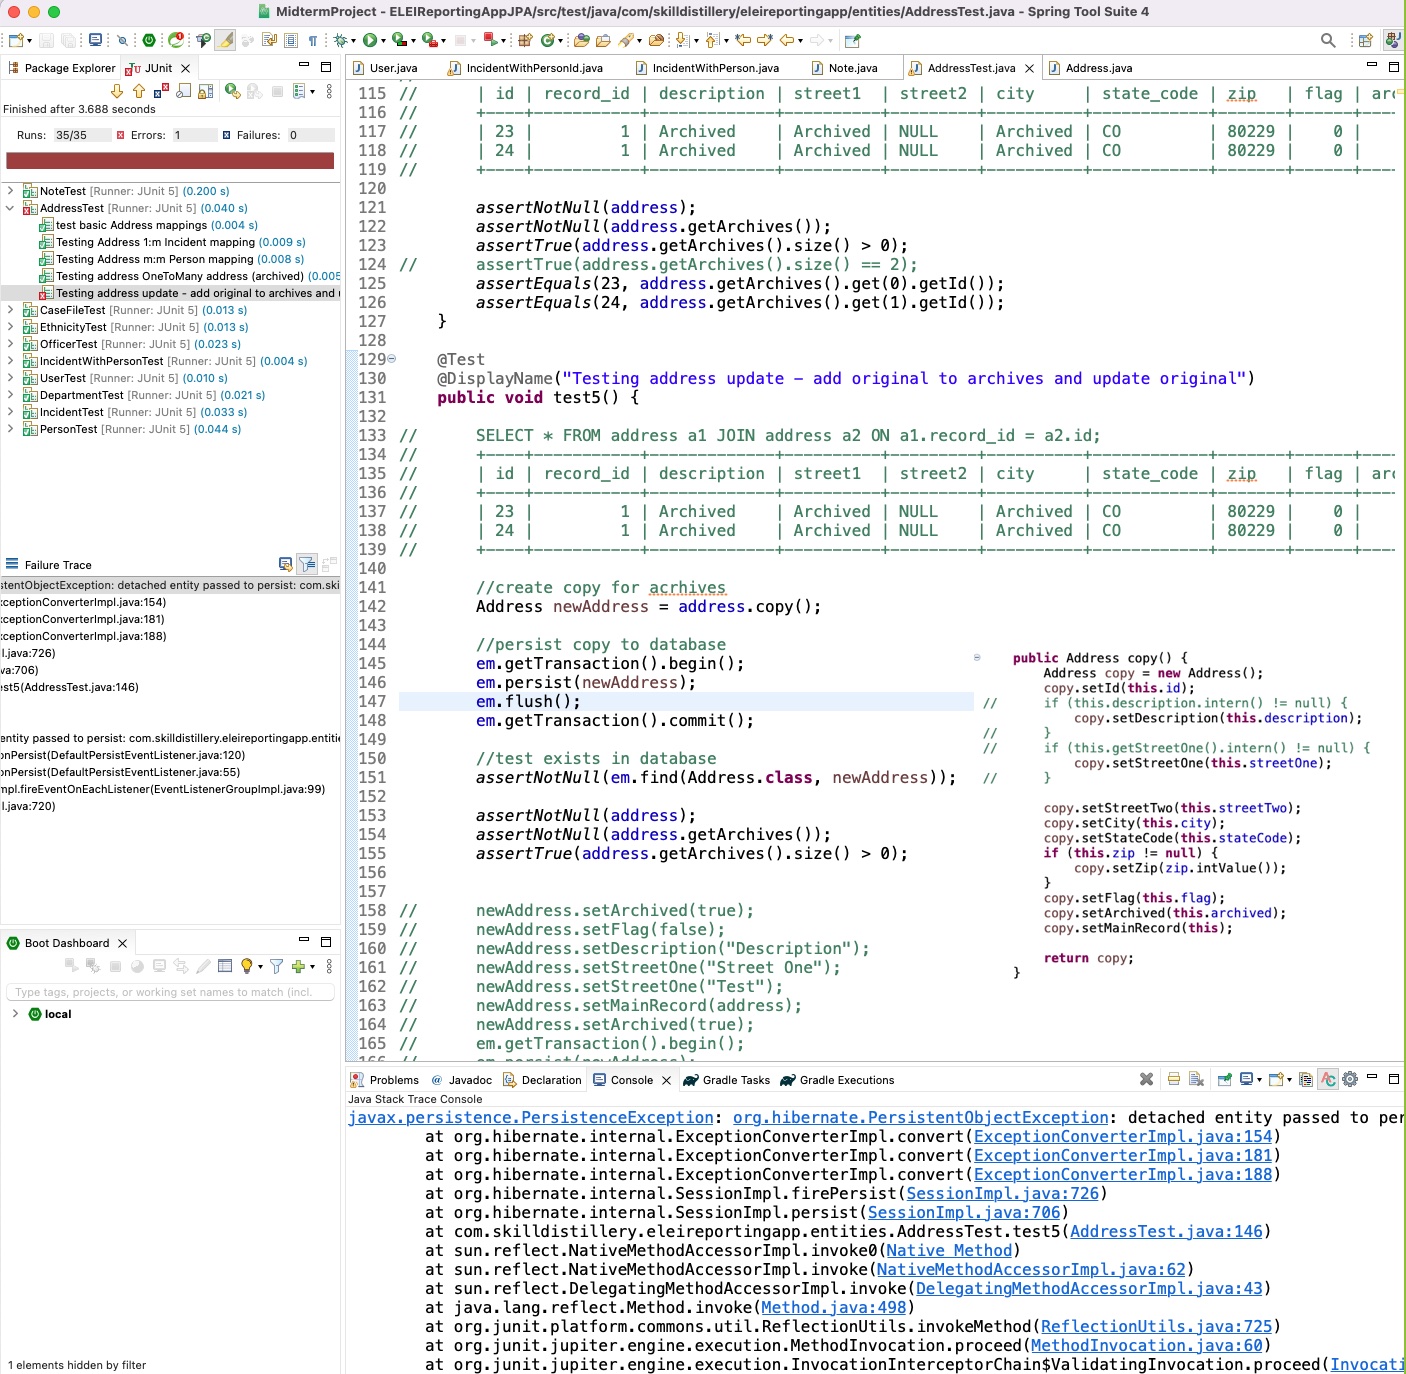 MidtermProject - ELEIReportingAppJPA/src/test/java/com/skilldistillery/eleireportingapp/entities/AddressTest.java - Spring Tool Suite 4
Package Explorer
JUnit
Finished after 3.688 seconds
Runs: 35/35 Errors: 1 Failures: 0
NoteTest [Runner: JUnit 5] (0.200 s)
AddressTest [Runner: JUnit 5] (0.040 s)
test basic Address mappings (0.004 s)
Testing Address 1:m Incident mapping (0.009 s)
Testing Address m:m Person mapping (0.008 s)
Testing address OneToMany address (archived) (0.005
Testing address update - add original to archives and
CaseFileTest [Runner: JUnit 5] (0.013 s)
EthnicityTest [Runner: JUnit 5] (0.013 s)
OfficerTest [Runner: JUnit 5] (0.023 s)
IncidentWithPersonTest [Runner: JUnit 5] (0.004 s)
UserTest [Runner: JUnit 5] (0.010 s)
DepartmentTest [Runner: JUnit 5] (0.021 s)
IncidentTest [Runner: JUnit 5] (0.033 s)
PersonTest [Runner: JUnit 5] (0.044 s)
Failure Trace
stentObjectException: detached entity passed to persist: com.ski
xceptionConverterImpl.java:154)
xceptionConverterImpl.java:181)
xceptionConverterImpl.java:188)
l.java:726)
va:706)
est5(AddressTest.java:146)
entity passed to persist: com.skilldistillery.eleireportingapp.entitie
onPersist(DefaultPersistEventListener.java:120)
onPersist(DefaultPersistEventListener.java:55)
mpl.fireEventOnEachListener(EventListenerGroupImpl.java:99)
l.java:720)
Boot Dashboard
Type tags, projects, or working set names to match (incl.
local
1 elements hidden by filter
User.java
IncidentWithPersonId.java
IncidentWithPerson.java
Note.java
AddressTest.java
Address.java
115 // | id | record_id | description | street1 | street2 | city | state_code | zip | flag | arc
116 // +----+-----------+-------------+----------+---------+----------+------------+-------+------+----
117 // | 23 | 1 | Archived | Archived | NULL | Archived | CO | 80229 | 0 |
118 // | 24 | 1 | Archived | Archived | NULL | Archived | CO | 80229 | 0 |
119 // +----+-----------+-------------+----------+---------+----------+------------+-------+------+----
120
121 assertNotNull(address);
122 assertNotNull(address.getArchives());
123 assertTrue(address.getArchives().size() > 0);
124 // assertTrue(address.getArchives().size() == 2);
125 assertEquals(23, address.getArchives().get(0).getId());
126 assertEquals(24, address.getArchives().get(1).getId());
127 }
128
129 @Test
130 @DisplayName("Testing address update - add original to archives and update original")
131 public void test5() {
132
133 // SELECT * FROM address a1 JOIN address a2 ON a1.record_id = a2.id;
134 // +----+-----------+-------------+----------+---------+----------+------------+-------+------+----
135 // | id | record_id | description | street1 | street2 | city | state_code | zip | flag | arc
136 // +----+-----------+-------------+----------+---------+----------+------------+-------+------+----
137 // | 23 | 1 | Archived | Archived | NULL | Archived | CO | 80229 | 0 |
138 // | 24 | 1 | Archived | Archived | NULL | Archived | CO | 80229 | 0 |
139 // +----+-----------+-------------+----------+---------+----------+------------+-------+------+----
140
141 //create copy for acrhives
142 Address newAddress = address.copy();
143
144 //persist copy to database
145 em.getTransaction().begin();
146 em.persist(newAddress);
147 em.flush();
148 em.getTransaction().commit();
149
150 //test exists in database
151 assertNotNull(em.find(Address.class, newAddress));
152
153 assertNotNull(address);
154 assertNotNull(address.getArchives());
155 assertTrue(address.getArchives().size() > 0);
156
157
158 // newAddress.setArchived(true);
159 // newAddress.setFlag(false);
160 // newAddress.setDescription("Description");
161 // newAddress.setStreetOne("Street One");
162 // newAddress.setStreetOne("Test");
163 // newAddress.setMainRecord(address);
164 // newAddress.setArchived(true);
165 // em.getTransaction().begin();
166 // em.persist(newAddress);
public Address copy() {
Address copy = new Address();
copy.setId(this.id);
// if (this.description.intern() != null) {
copy.setDescription(this.description);
// }
// if (this.getStreetOne().intern() != null) {
copy.setStreetOne(this.streetOne);
// }
copy.setStreetTwo(this.streetTwo);
copy.setCity(this.city);
copy.setStateCode(this.stateCode);
if (this.zip != null) {
copy.setZip(zip.intValue());
}
copy.setFlag(this.flag);
copy.setArchived(this.archived);
copy.setMainRecord(this);
return copy;
}
Problems
Javadoc
Declaration
Console
Gradle Tasks
Gradle Executions
Java Stack Trace Console
javax.persistence.PersistenceException: org.hibernate.PersistentObjectException: detached entity passed to per
at org.hibernate.internal.ExceptionConverterImpl.convert(ExceptionConverterImpl.java:154)
at org.hibernate.internal.ExceptionConverterImpl.convert(ExceptionConverterImpl.java:181)
at org.hibernate.internal.ExceptionConverterImpl.convert(ExceptionConverterImpl.java:188)
at org.hibernate.internal.SessionImpl.firePersist(SessionImpl.java:726)
at org.hibernate.internal.SessionImpl.persist(SessionImpl.java:706)
at com.skilldistillery.eleireportingapp.entities.AddressTest.test5(AddressTest.java:146)
at sun.reflect.NativeMethodAccessorImpl.invoke0(Native Method)
at sun.reflect.NativeMethodAccessorImpl.invoke(NativeMethodAccessorImpl.java:62)
at sun.reflect.DelegatingMethodAccessorImpl.invoke(DelegatingMethodAccessorImpl.java:43)
at java.lang.reflect.Method.invoke(Method.java:498)
at org.junit.platform.commons.util.ReflectionUtils.invokeMethod(ReflectionUtils.java:725)
at org.junit.jupiter.engine.execution.MethodInvocation.proceed(MethodInvocation.java:60)
at org.junit.jupiter.engine.execution.InvocationInterceptorChain$ValidatingInvocation.proceed(Invocati